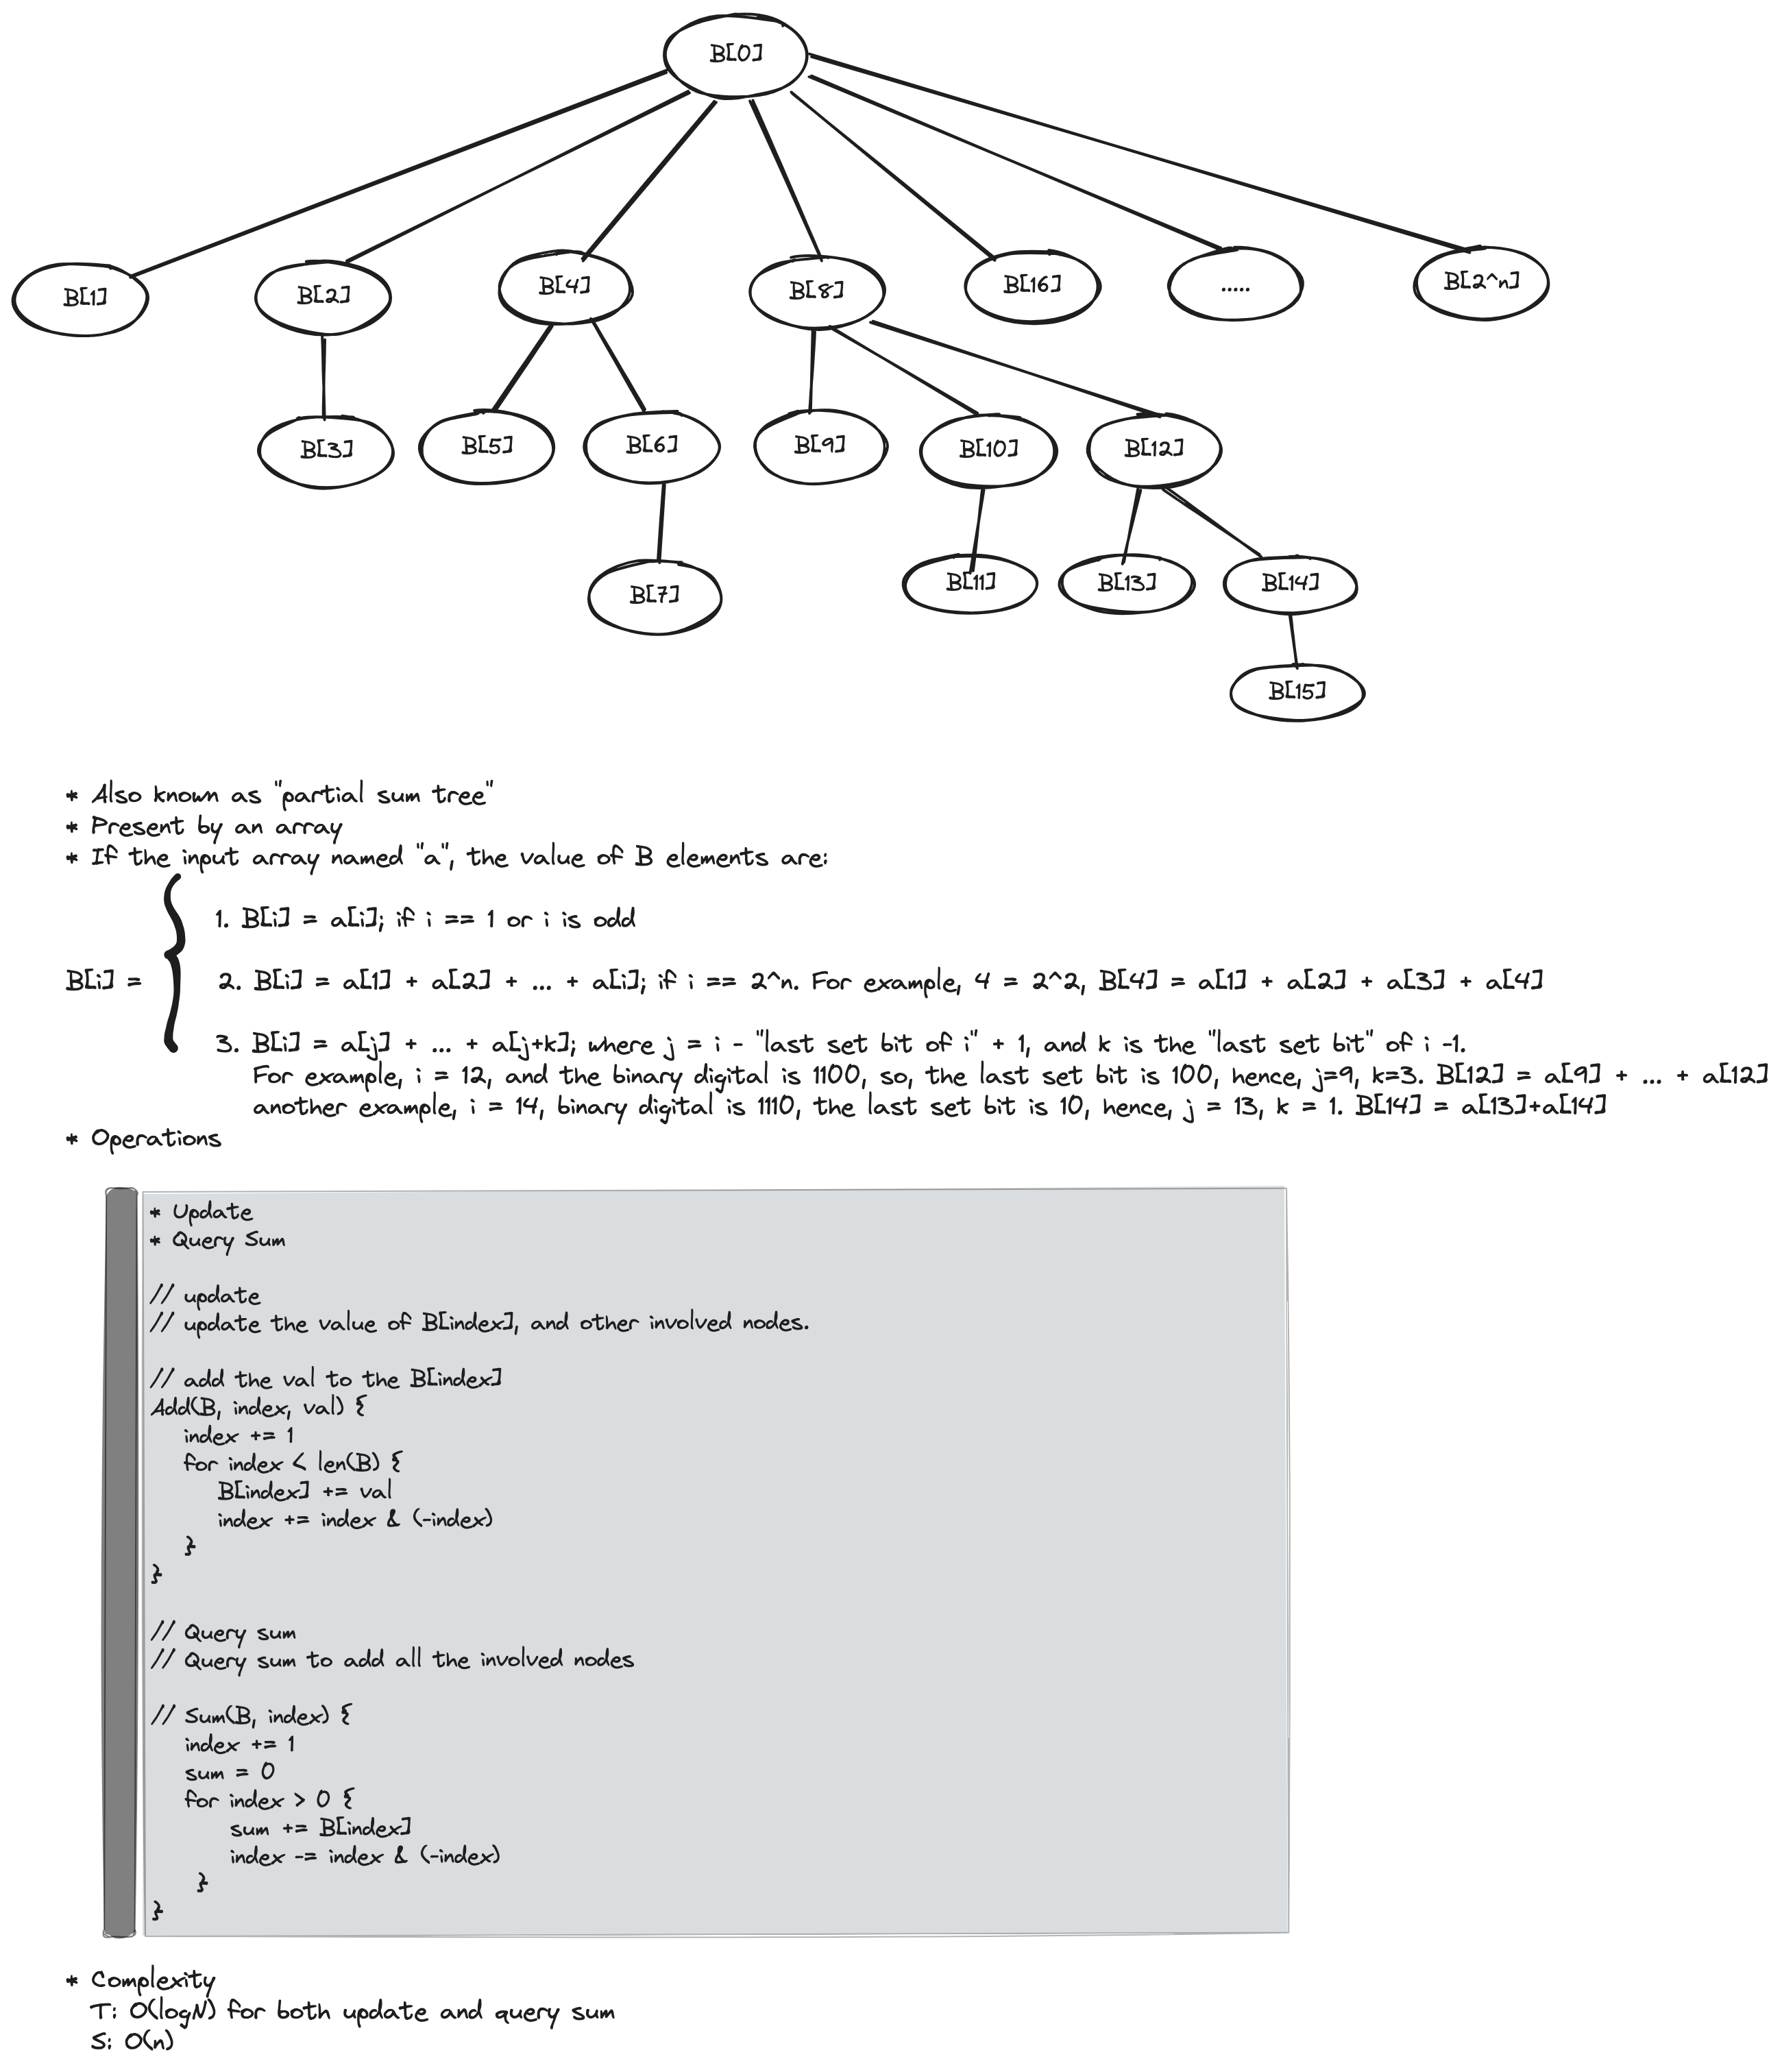 B[0]
B[1]
B[2]
B[4]
B[8]
B[16]
.....
B[2^n]
B[3]
B[5]
B[6]
B[9]
B[10]
B[12]
B[7]
B[11]
B[13]
B[14]
B[15]
* Also known as "partial sum tree"
* Present by an array
* If the input array named "a", the value of B elements are:
1. B[i] = a[i]; if i == 1 or i is odd
B[i] =
2. B[i] = a[1] + a[2] + ... + a[i]; if i == 2^n. For example, 4 = 2^2, B[4] = a[1] + a[2] + a[3] + a[4]
3. B[i] = a[j] + ... + a[j+k]; where j = i - "last set bit of i" + 1, and k is the "last set bit" of i -1.
For example, i = 12, and the binary digital is 1100, so, the last set bit is 100, hence, j=9, k=3. B[12] = a[9] + ... + a[12]
another example, i = 14, binary digital is 1110, the last set bit is 10, hence, j = 13, k = 1. B[14] = a[13]+a[14]
* Operations
* Update
* Query Sum
// update
// update the value of B[index], and other involved nodes.
// add the val to the B[index]
Add(B, index, val) {
index += 1
for index < len(B) {
B[index] += val
index += index & (-index)
}
}
// Query sum
// Query sum to add all the involved nodes
// Sum(B, index) {
index += 1
sum = 0
for index > 0 {
sum += B[index]
index -= index & (-index)
}
}
* Complexity
T: O(logN) for both update and query sum
S: O(n)